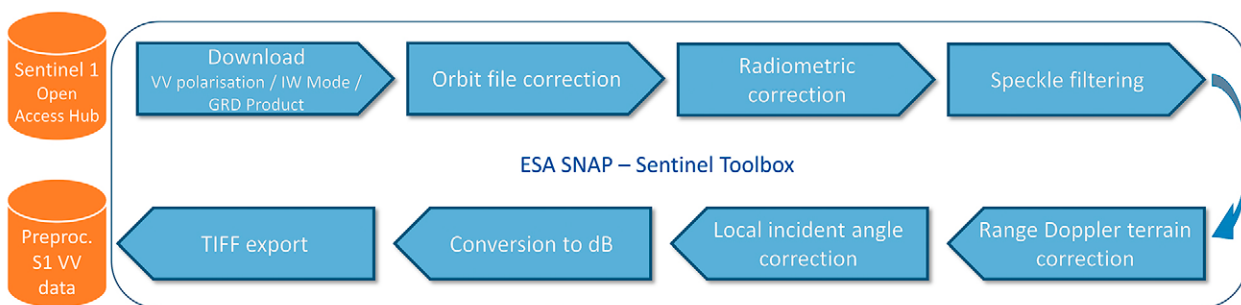 Sentinel 1
Open
Access Hub
Download
VV polarisation / IW Mode /
GRD Product
Orbit file correction
Radiometric
correction
Speckle filtering
ESA SNAP – Sentinel Toolbox
Preproc.
S1 VV
data
TIFF export
Conversion to dB
Local incident angle
correction
Range Doppler terrain
correction